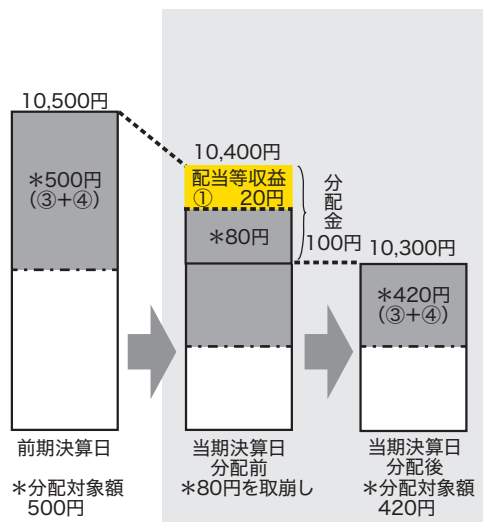 10,500円
＊500円
（③＋④）
前期決算日
＊分配対象額
500円
10,400円
配当等収益
① 20円
＊80円
分配金
100円
当期決算日
分配前
＊80円を取崩し
10,300円
＊420円
（③＋④）
当期決算日
分配後
＊分配対象額
420円